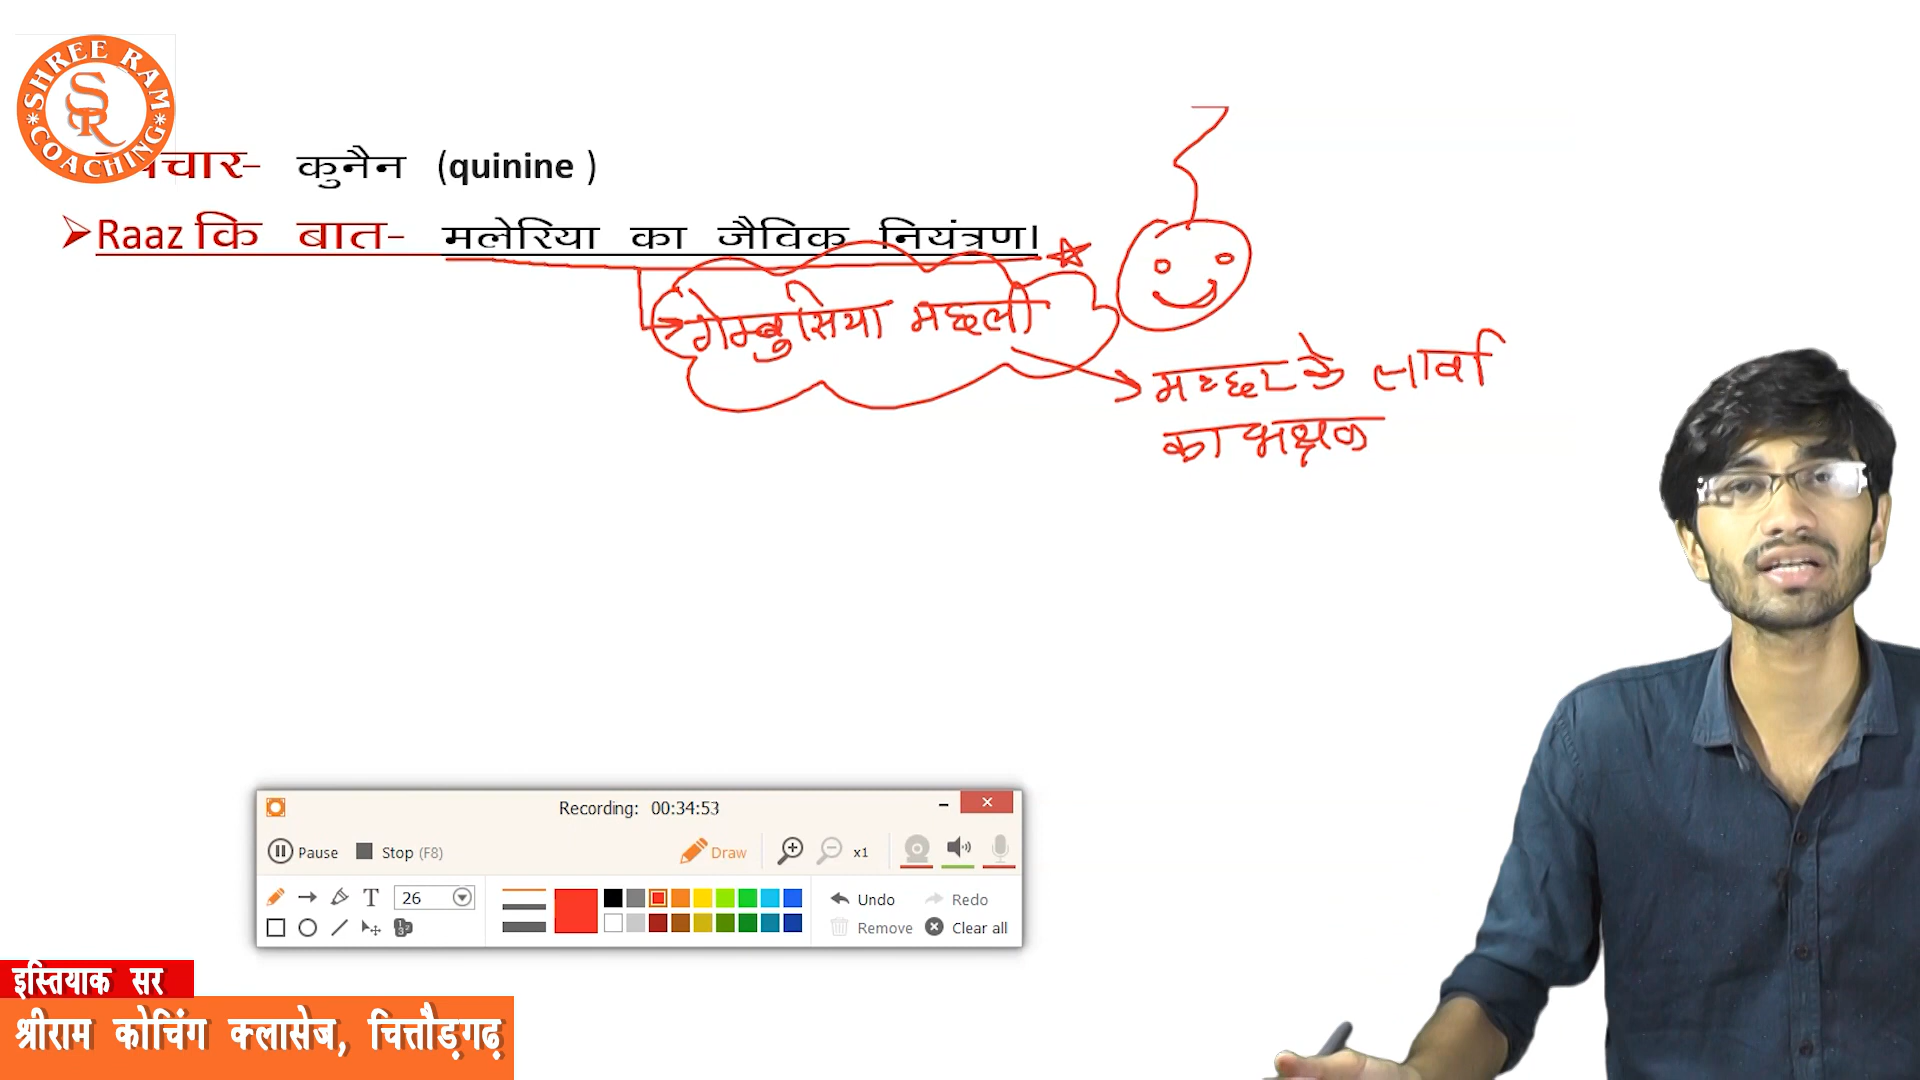 SHREE RAM
SR
COACHING
चार- कुनैन (quinine )
Raaz कि बात- मलेरिया का जैविक नियंत्रण।
गेम्बुसिया मछली
मच्छर के लार्वा
का भक्षक
Recording: 00:34:53
Pause Stop (F8) Draw x1
T 26 Undo Redo
Remove Clear all
इस्तियाक सर
श्रीराम कोचिंग क्लासेज, चित्तौड़गढ़